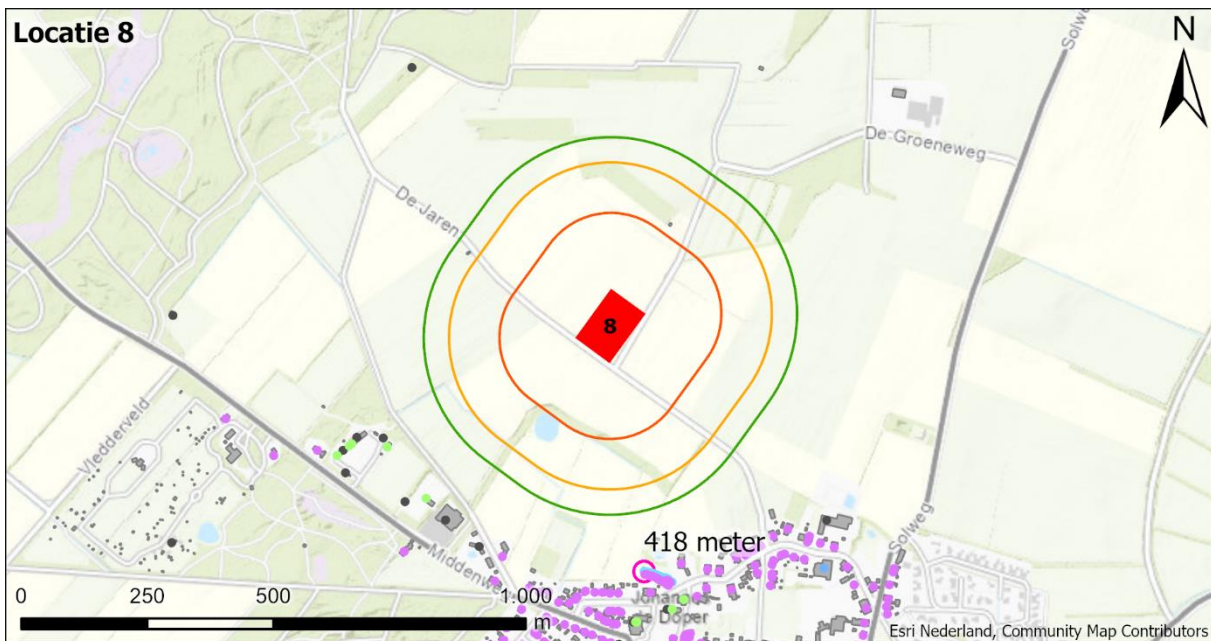 Locatie 8
N
Solweg
De Groeneweg
De Jaren
8
Vledderveld
418 meter
Middenweg
Solweg
Johannes
de Doper
0 250 500 1.000
m
Esri Nederland, Community Map Contributors